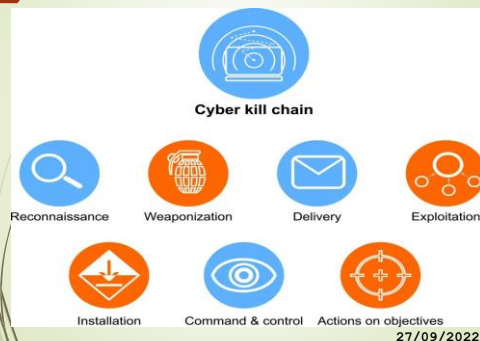 Cyber kill chain
Reconnaissance Weaponization Delivery Exploitation
Installation Command & control Actions on objectives
27/09/2022